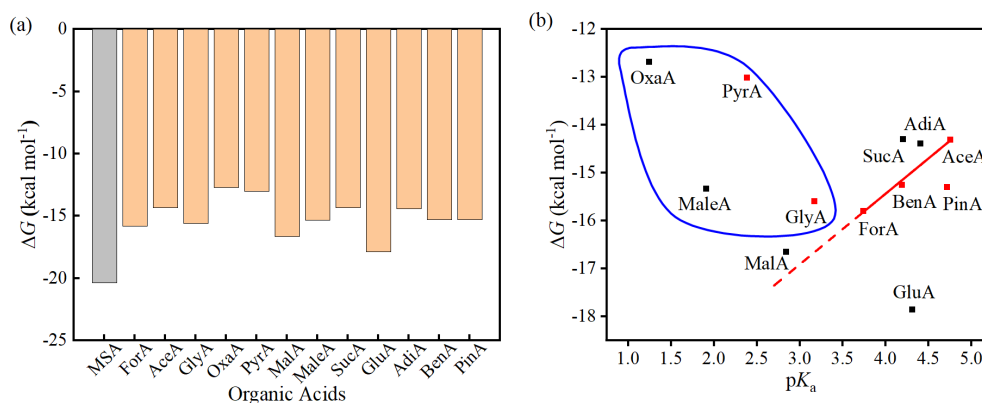 (a)
0
-5
-10
-15
-20
-25
ΔG (kcal mol⁻¹)
MSA
ForA
AceA
GlyA
OxaA
PyrA
MalA
MaleA
SucA
GluA
AdiA
BenA
PinA
Organic Acids
(b)
-12
-13
-14
-15
-16
-17
-18
ΔG (kcal mol⁻¹)
OxaA
PyrA
AdiA
SucA
AceA
MaleA
GlyA
BenA
PinA
ForA
MalA
GluA
1.0 1.5 2.0 2.5 3.0 3.5 4.0 4.5 5.0
pKₐ